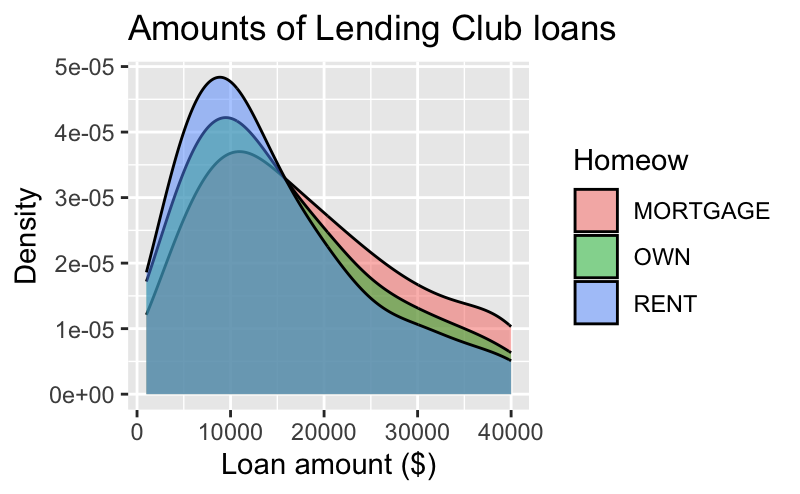 Amounts of Lending Club loans
5e-05
4e-05
3e-05
2e-05
1e-05
0e+00
Density
0 10000 20000 30000 40000
Loan amount ($)
Homeow
MORTGAGE
OWN
RENT